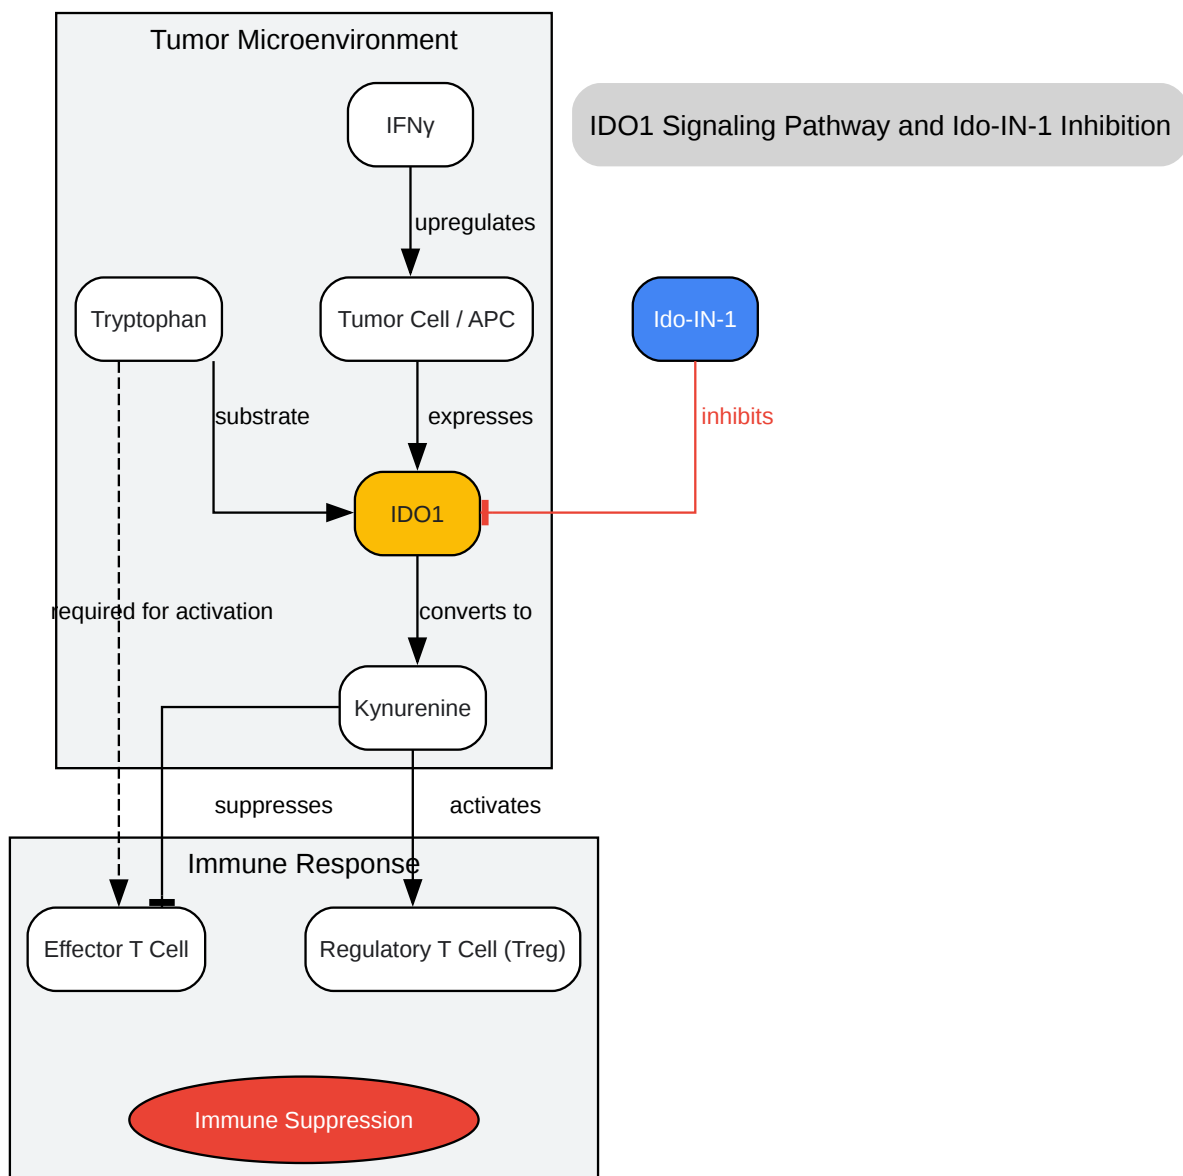 Tumor Microenvironment
IFNγ
IDO1 Signaling Pathway and Ido-IN-1 Inhibition
upregulates
Tryptophan
Tumor Cell / APC
Ido-IN-1
substrate
expresses
inhibits
IDO1
required for activation
converts to
Kynurenine
suppresses
activates
Immune Response
Effector T Cell
Regulatory T Cell (Treg)
Immune Suppression